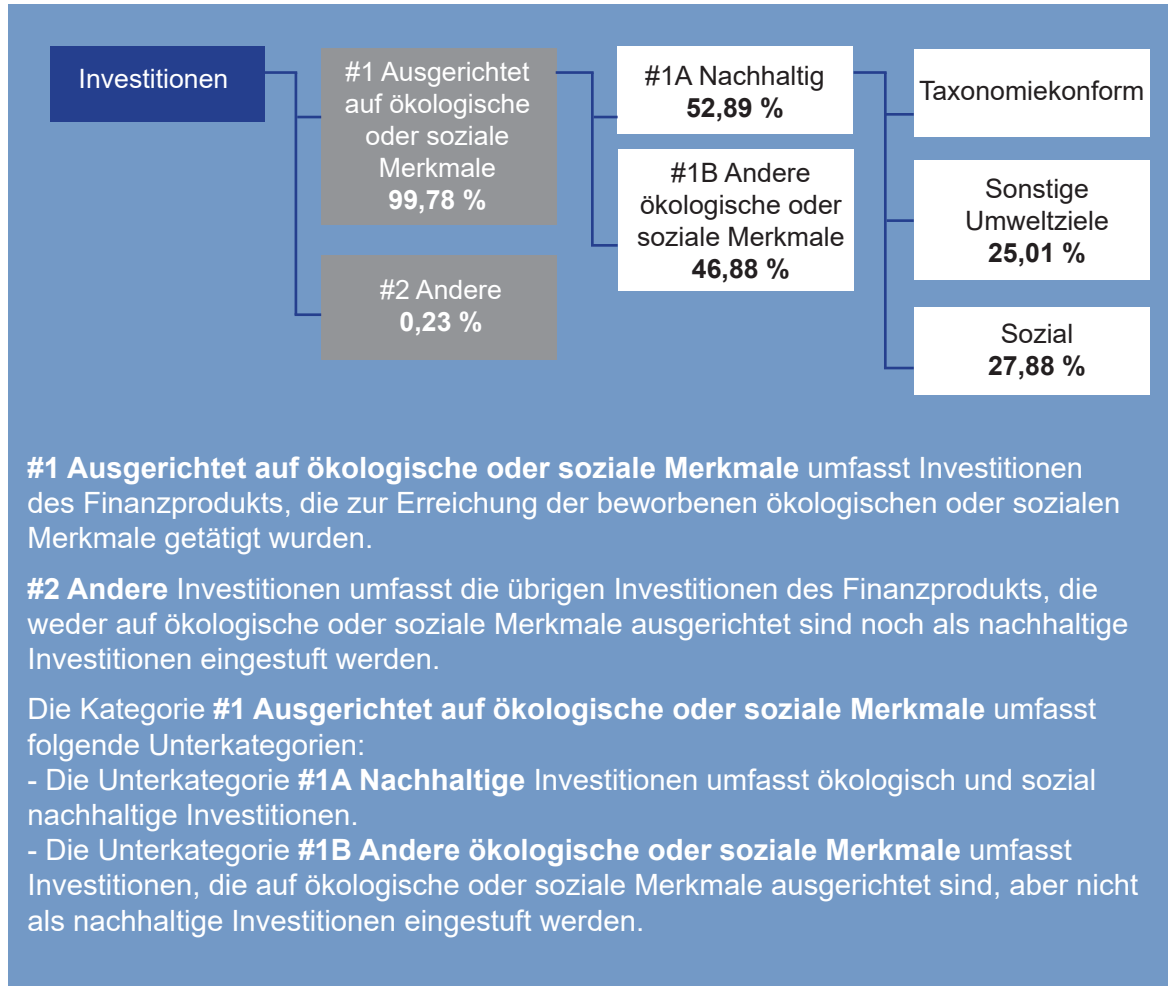 Investitionen
#1 Ausgerichtet
auf ökologische
oder soziale
Merkmale
99,78 %
#2 Andere
0,23 %
#1A Nachhaltig
52,89 %
#1B Andere
ökologische oder
soziale Merkmale
46,88 %
Taxonomiekonform
Sonstige
Umweltziele
25,01 %
Sozial
27,88 %
#1 Ausgerichtet auf ökologische oder soziale Merkmale umfasst Investitionen
des Finanzprodukts, die zur Erreichung der beworbenen ökologischen oder sozialen
Merkmale getätigt wurden.
#2 Andere Investitionen umfasst die übrigen Investitionen des Finanzprodukts, die
weder auf ökologische oder soziale Merkmale ausgerichtet sind noch als nachhaltige
Investitionen eingestuft werden.
Die Kategorie #1 Ausgerichtet auf ökologische oder soziale Merkmale umfasst
folgende Unterkategorien:
- Die Unterkategorie #1A Nachhaltige Investitionen umfasst ökologisch und sozial
nachhaltige Investitionen.
- Die Unterkategorie #1B Andere ökologische oder soziale Merkmale umfasst
Investitionen, die auf ökologische oder soziale Merkmale ausgerichtet sind, aber nicht
als nachhaltige Investitionen eingestuft werden.